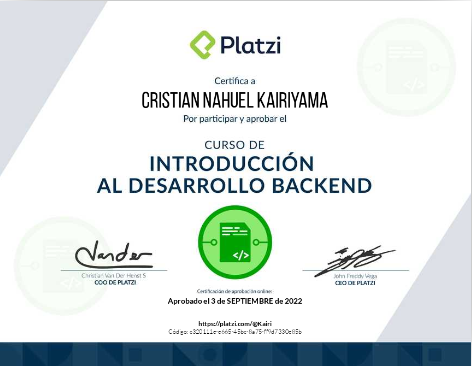 Platzi
Certifica a
CRISTIAN NAHUEL KAIRIYAMA
Por participar y aprobar el
CURSO DE
INTRODUCCIÓN
AL DESARROLLO BACKEND
</>
Christian Van Der Henst S.
COO DE PLATZI
John Freddy Vega
CEO DE PLATZI
Certificación de aprobación online:
Aprobado el 3 de SEPTIEMBRE de 2022
https://platzi.com/@Kairi
Código: